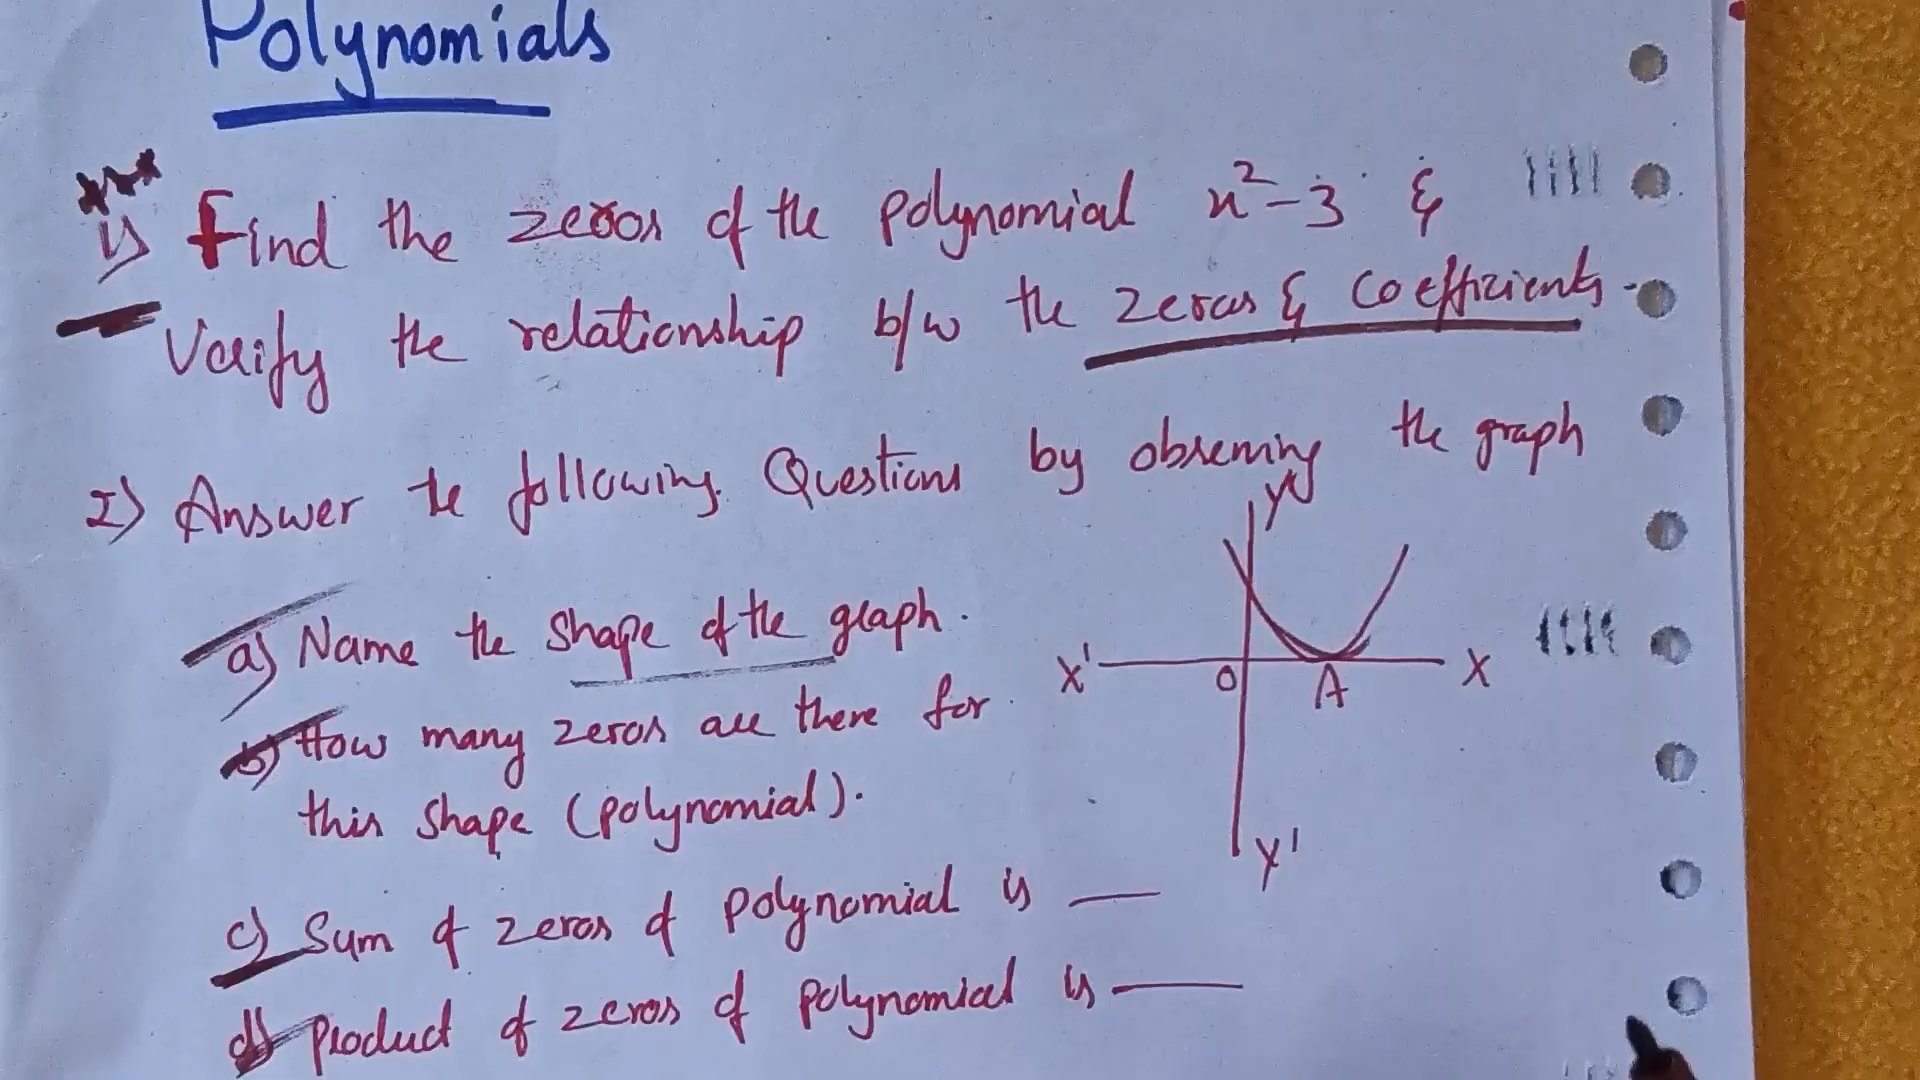 Polynomials
1) Find the zeros of the polynomial x²-3 &
Verify the relationship b/w the zeros & coefficients.
2) Answer the following Questions by observing the graph
a) Name the shape of the graph.
b) How many zeros are there for
this shape (polynomial).
c) Sum of zeros of polynomial is —
d) product of zeros of polynomial is —
Y
X' O A X
Y'